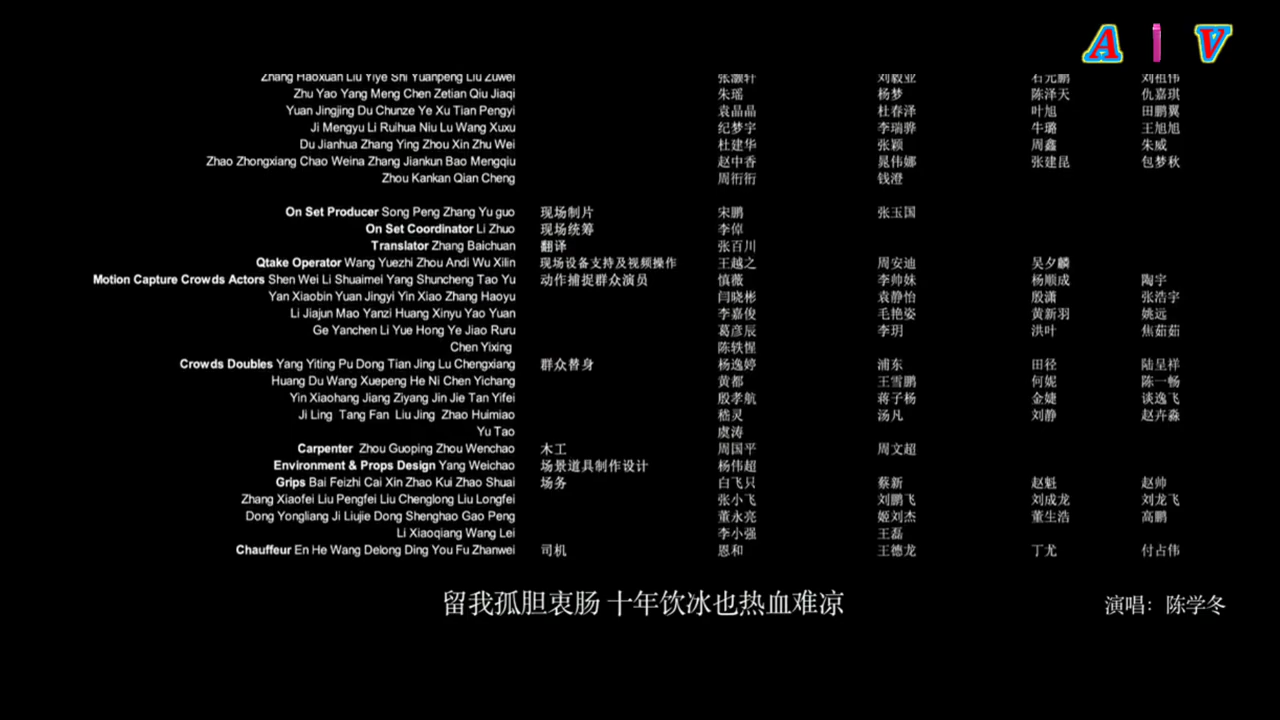 A I V
Zhang Haoxuan Liu Yiye Shi Yuanpeng Liu Zuwei 张灏轩 刘毅业 石元鹏 刘祖伟
Zhu Yao Yang Meng Chen Zetian Qiu Jiaqi 朱瑶 杨梦 陈泽天 仇嘉琪
Yuan Jingjing Du Chunze Ye Xu Tian Pengyi 袁晶晶 杜春泽 叶旭 田鹏翼
Ji Mengyu Li Ruihua Niu Lu Wang Xuxu 纪梦宇 李瑞骅 牛璐 王旭旭
Du Jianhua Zhang Ying Zhou Xin Zhu Wei 杜建华 张颖 周鑫 朱威
Zhao Zhongxiang Chao Weina Zhang Jiankun Bao Mengqiu 赵中香 晁伟娜 张建昆 包梦秋
Zhou Kankan Qian Cheng 周衎衎 钱澄
On Set Producer Song Peng Zhang Yu guo 现场制片 宋鹏 张玉国
On Set Coordinator Li Zhuo 现场统筹 李倬
Translator Zhang Baichuan 翻译 张百川
Qtake Operator Wang Yuezhi Zhou Andi Wu Xilin 现场设备支持及视频操作 王越之 周安迪 吴夕麟
Motion Capture Crowds Actors Shen Wei Li Shuaimei Yang Shuncheng Tao Yu 动作捕捉群众演员 慎薇 李帅妹 杨顺成 陶宇
Yan Xiaobin Yuan Jingyi Yin Xiao Zhang Haoyu 闫晓彬 袁静怡 殷潇 张浩宇
Li Jiajun Mao Yanzi Huang Xinyu Yao Yuan 李嘉俊 毛艳姿 黄新羽 姚远
Ge Yanchen Li Yue Hong Ye Jiao Ruru 葛彦辰 李玥 洪叶 焦茹茹
Chen Yixing 陈轶惺
Crowds Doubles Yang Yiting Pu Dong Tian Jing Lu Chengxiang 群众替身 杨逸婷 浦东 田径 陆呈祥
Huang Du Wang Xuepeng He Ni Chen Yichang 黄都 王雪鹏 何妮 陈一畅
Yin Xiaohang Jiang Ziyang Jin Jie Tan Yifei 殷孝航 蒋子杨 金婕 谈逸飞
Ji Ling Tang Fan Liu Jing Zhao Huimiao 嵇灵 汤凡 刘静 赵卉淼
Yu Tao 虞涛
Carpenter Zhou Guoping Zhou Wenchao 木工 周国平 周文超
Environment & Props Design Yang Weichao 场景道具制作设计 杨伟超
Grips Bai Feizhi Cai Xin Zhao Kui Zhao Shuai 场务 白飞只 蔡新 赵魁 赵帅
Zhang Xiaofei Liu Pengfei Liu Chenglong Liu Longfei 张小飞 刘鹏飞 刘成龙 刘龙飞
Dong Yongliang Ji Liujie Dong Shenghao Gao Peng 董永亮 姬刘杰 董生浩 高鹏
Li Xiaoqiang Wang Lei 李小强 王磊
Chauffeur En He Wang Delong Ding You Fu Zhanwei 司机 恩和 王德龙 丁尤 付占伟
留我孤胆衷肠 十年饮冰也热血难凉
演唱：陈学冬